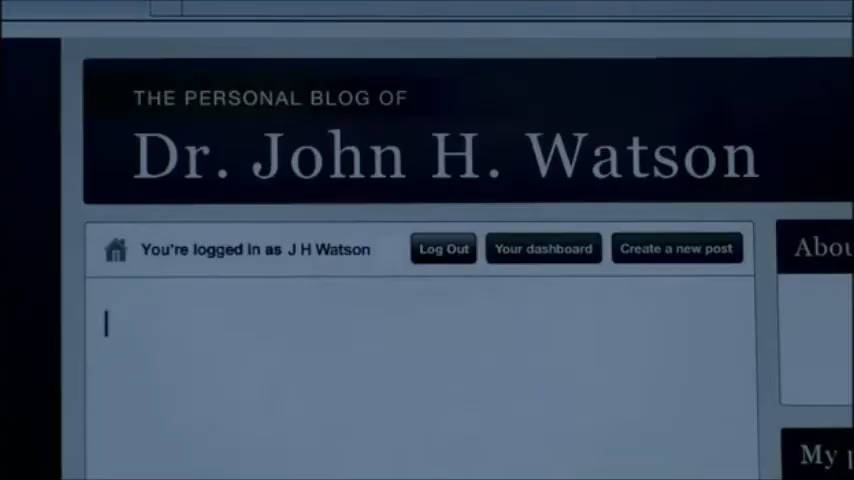 THE PERSONAL BLOG OF
Dr. John H. Watson
You're logged in as J H Watson
Log Out
Your dashboard
Create a new post
My